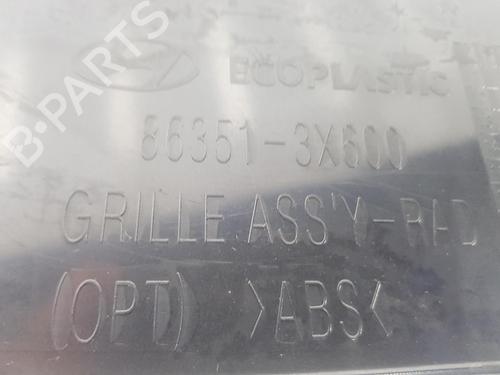 B-PARTS
ECOPLASTIC
86351-3X600
GRILLE ASS'Y-RAD
(OPT) >ABS<